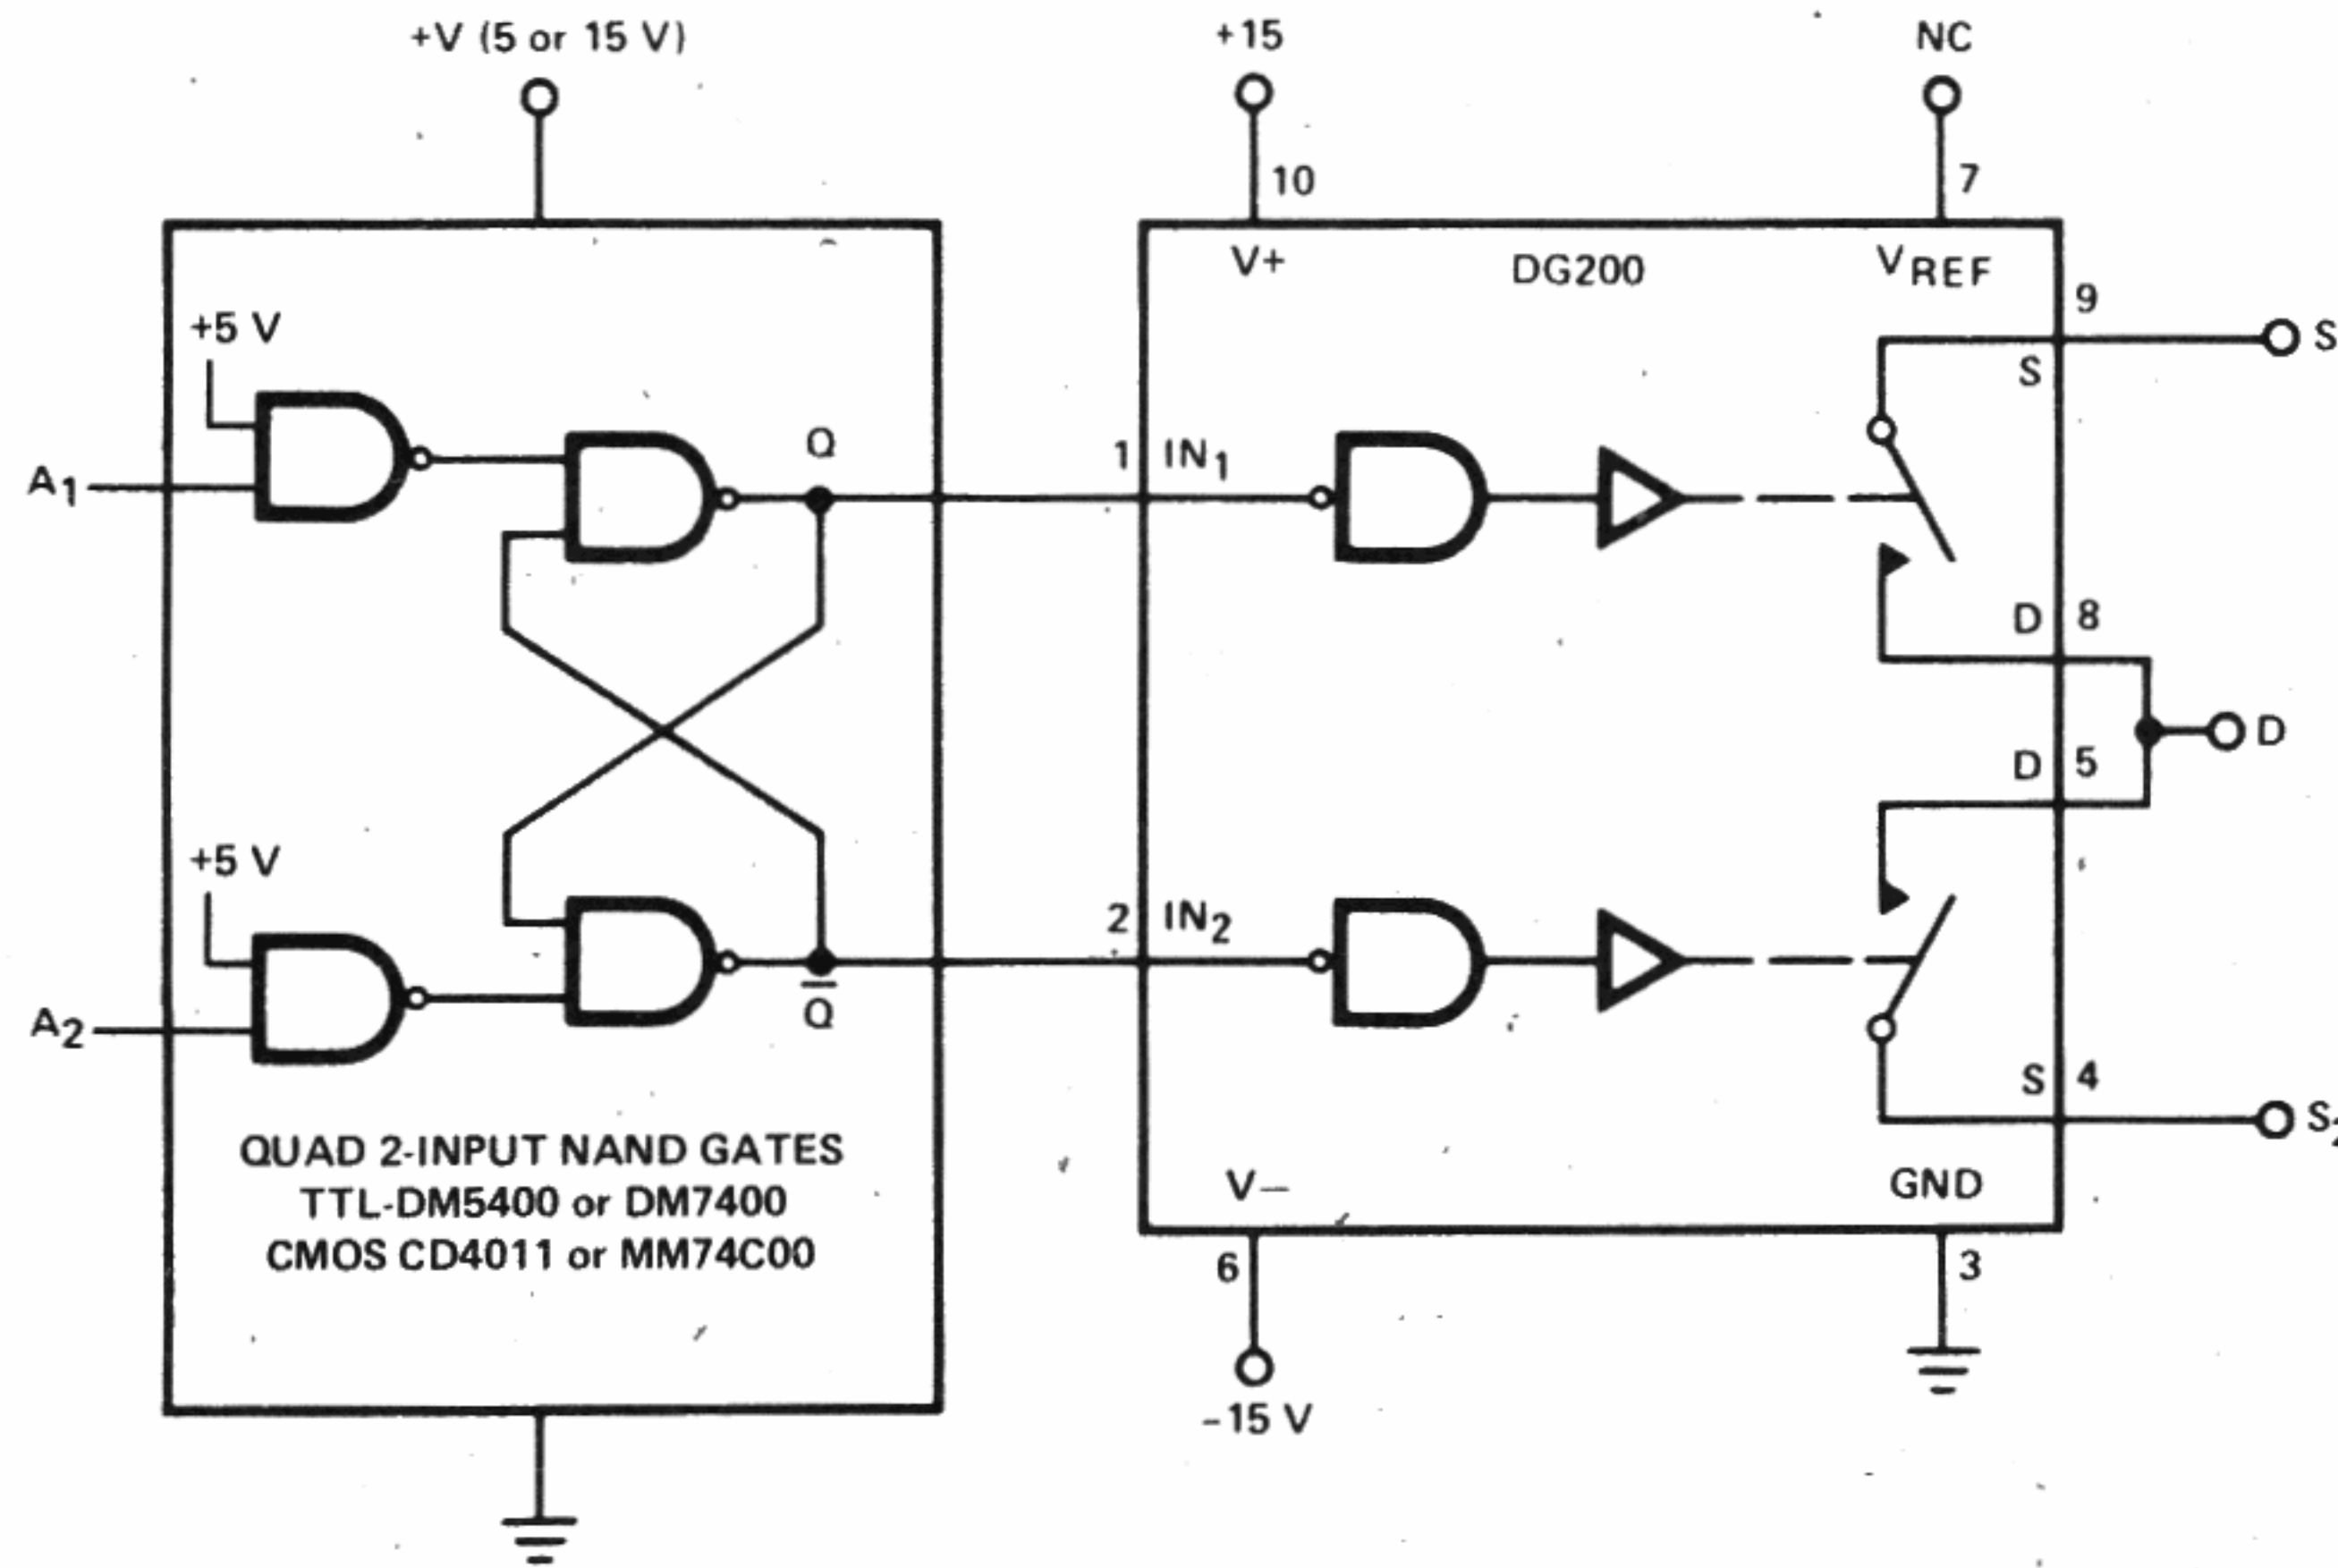 +V (5 or 15 V)
+15
NC
10
7
V+
DG200
VREF
9
S
S
+5 V
A1
Q
1
IN1
D
8
D
D
5
+5 V
A2
Q̅
2
IN2
S
4
S2
QUAD 2-INPUT NAND GATES
TTL-DM5400 or DM7400
CMOS CD4011 or MM74C00
V–
GND
6
3
-15 V